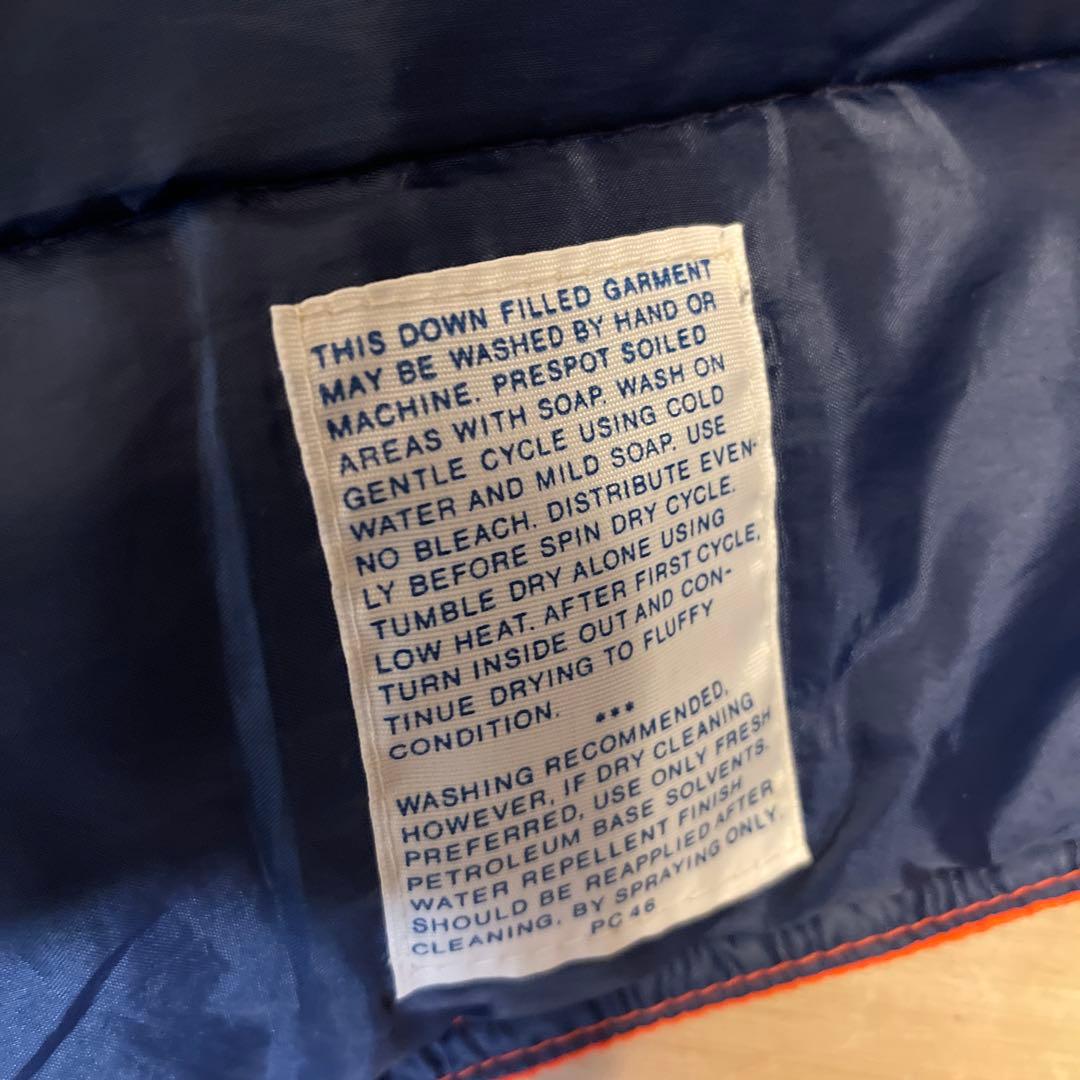 THIS DOWN FILLED GARMENT
MAY BE WASHED BY HAND OR
MACHINE. PRESPOT SOILED
AREAS WITH SOAP. WASH ON
GENTLE CYCLE USING COLD
WATER AND MILD SOAP. USE
NO BLEACH. DISTRIBUTE EVEN-
LY BEFORE SPIN DRY CYCLE.
TUMBLE DRY ALONE USING
LOW HEAT. AFTER FIRST CYCLE,
TURN INSIDE OUT AND CON-
TINUE DRYING TO FLUFFY
CONDITION. ***
WASHING RECOMMENDED,
HOWEVER, IF DRY CLEANING
PREFERRED, USE ONLY FRESH
PETROLEUM BASE SOLVENTS.
WATER REPELLENT FINISH
SHOULD BE REAPPLIED AFTER
CLEANING, BY SPRAYING ONLY.
PC 46